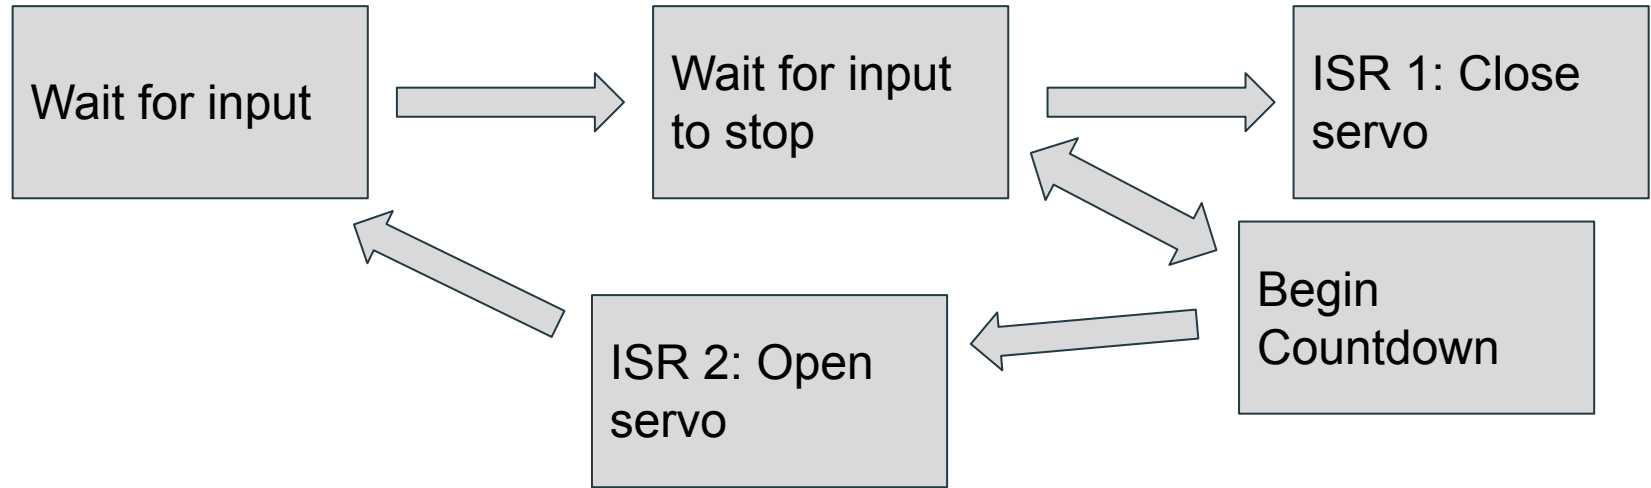 Wait for input
Wait for input
to stop
ISR 1: Close
servo
Begin
Countdown
ISR 2: Open
servo